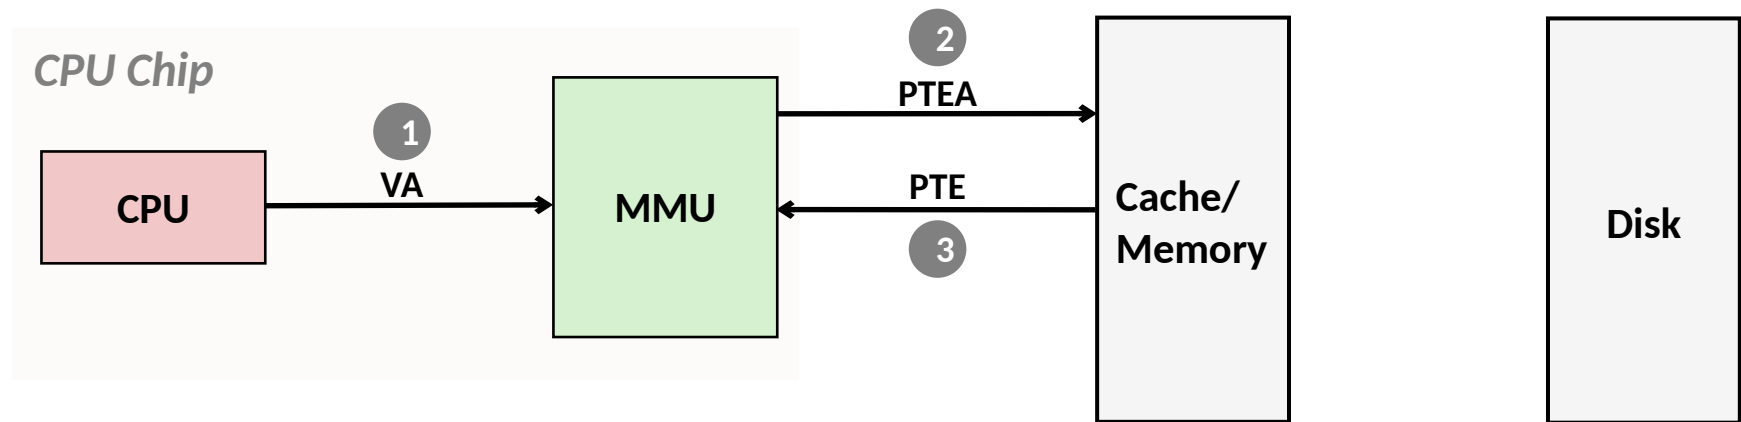 CPU Chip
CPU
1
VA
MMU
2
PTEA
PTE
3
Cache/
Memory
Disk